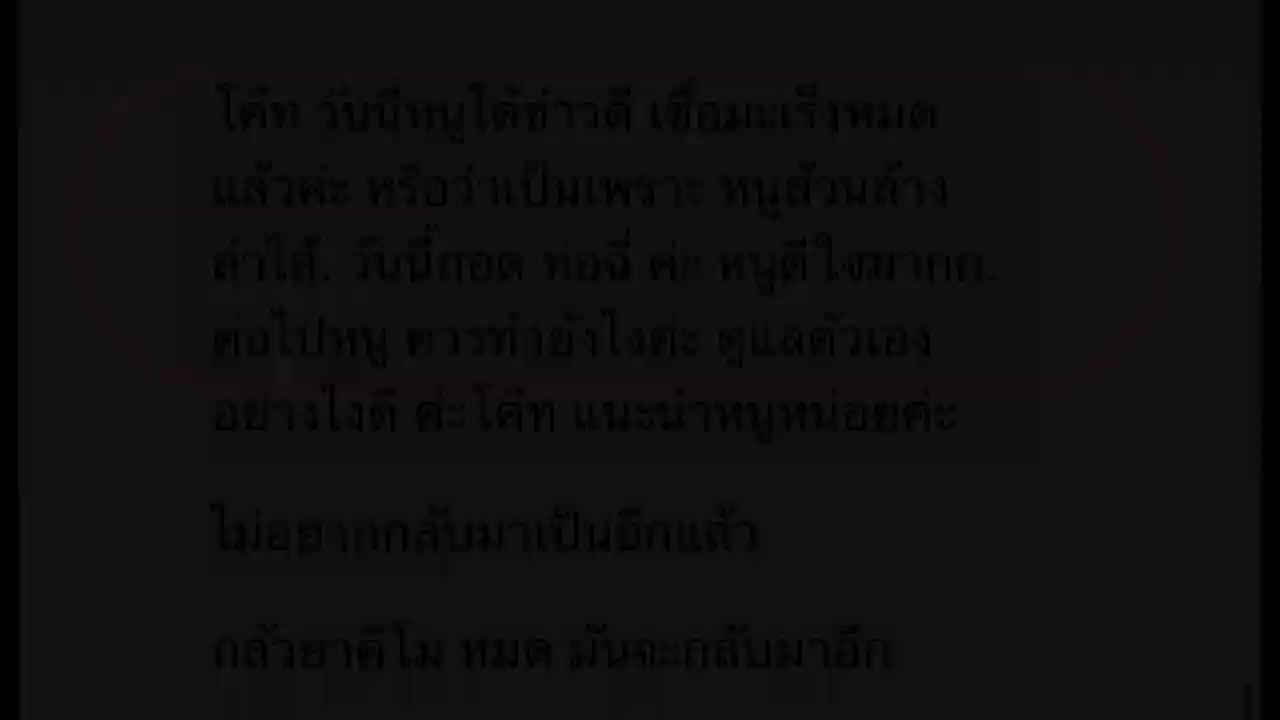 โค๊ท วันนี้หนูได้ข่าวดี เชื้อมะเร็งหมด
แล้วค่ะ หรือว่าเป็นเพราะ หนูสวนล้าง
ลำไส้. วันนี้ถอด ท่อฉี่ ค่ะ หนูดีใจมากก.
ต่อไปหนู ควรทำยังไงค่ะ ดูแลตัวเอง
อย่างไงดี ค่ะโค๊ท แนะนำหนูหน่อยค่ะ
ไม่อยากกลับมาเป็นอีกแล้ว
กลัวยาคีโม หมด มันจะกลับมาอีก